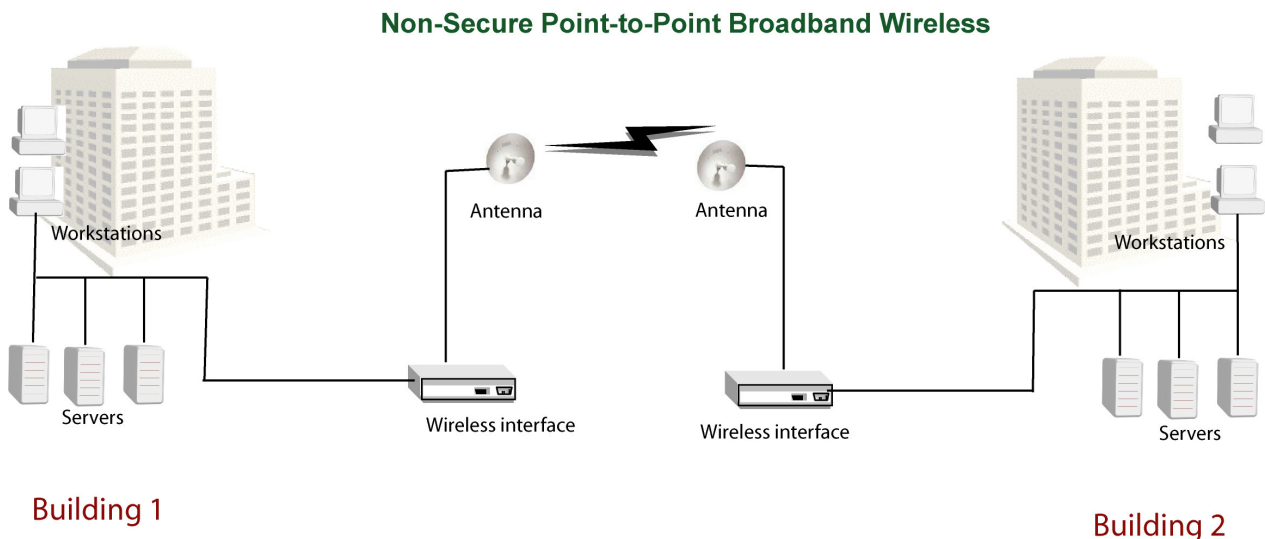 Non-Secure Point-to-Point Broadband Wireless
Antenna
Antenna
Workstations
Workstations
Servers
Wireless interface
Wireless interface
Servers
Building 1
Building 2